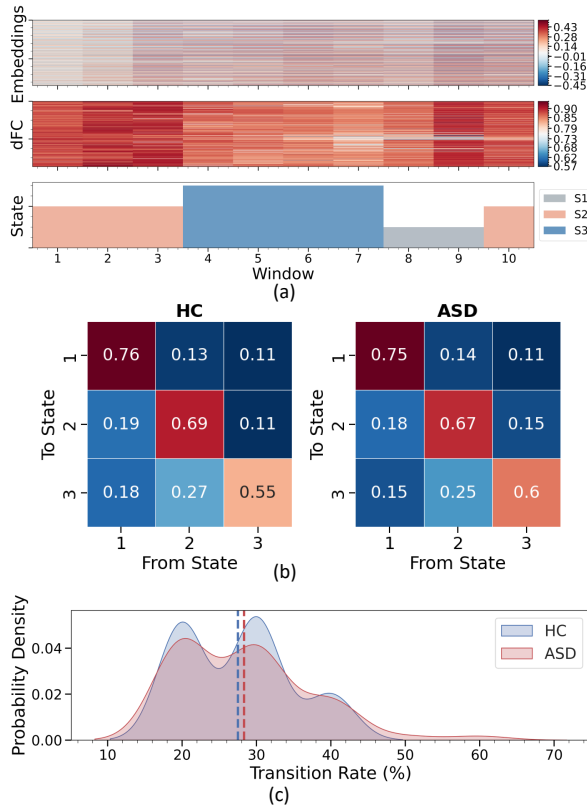 Embeddings
0.43
0.28
0.14
−0.01
−0.16
−0.31
−0.45
dFC
0.90
0.85
0.79
0.73
0.68
0.62
0.57
State
S1
S2
S3
1 2 3 4 5 6 7 8 9 10
Window
(a)
HC
ASD
To State
1
0.76 0.13 0.11
2
0.19 0.69 0.11
3
0.18 0.27 0.55
1 2 3
From State
To State
1
0.75 0.14 0.11
2
0.18 0.67 0.15
3
0.15 0.25 0.6
1 2 3
From State
(b)
Probability Density
0.04
0.02
0.00
HC
ASD
10 20 30 40 50 60 70
Transition Rate (%)
(c)